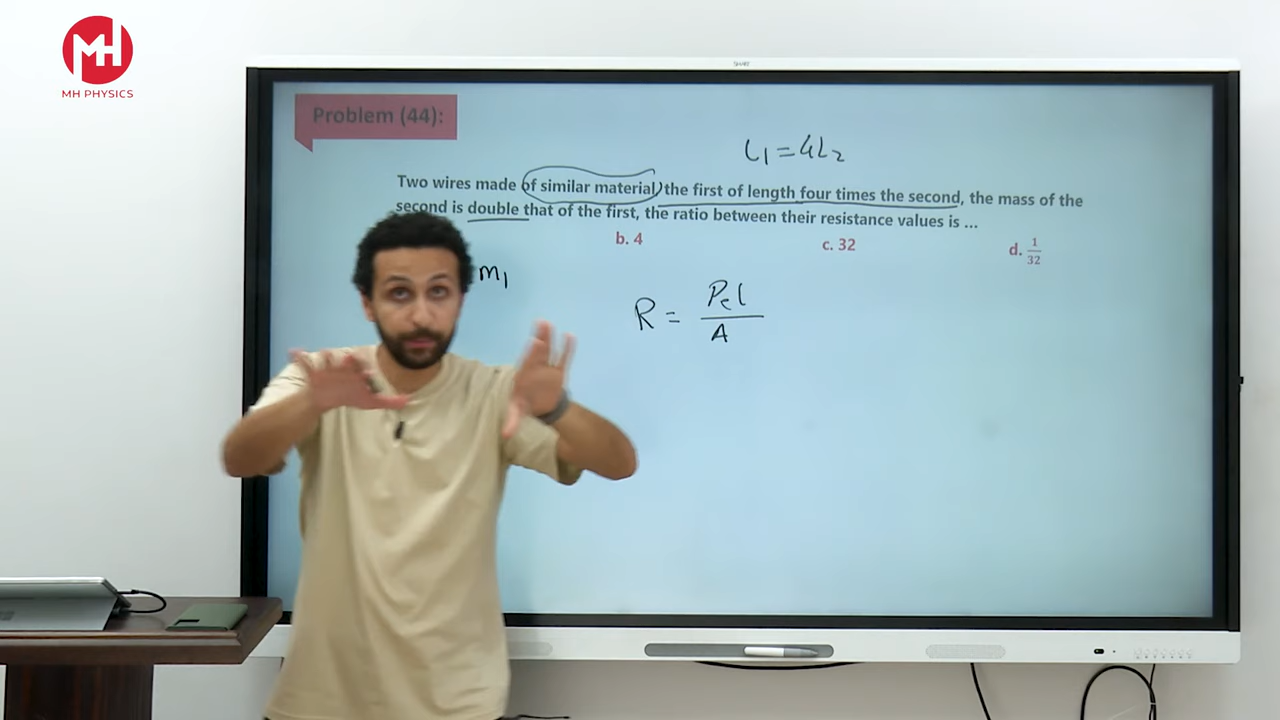 MH
MH PHYSICS
SMART
Problem (44):
L1=4L2
Two wires made of similar material, the first of length four times the second, the mass of the
second is double that of the first, the ratio between their resistance values is ...
b. 4
c. 32
d. 1/32
m1
R = ρeL/A